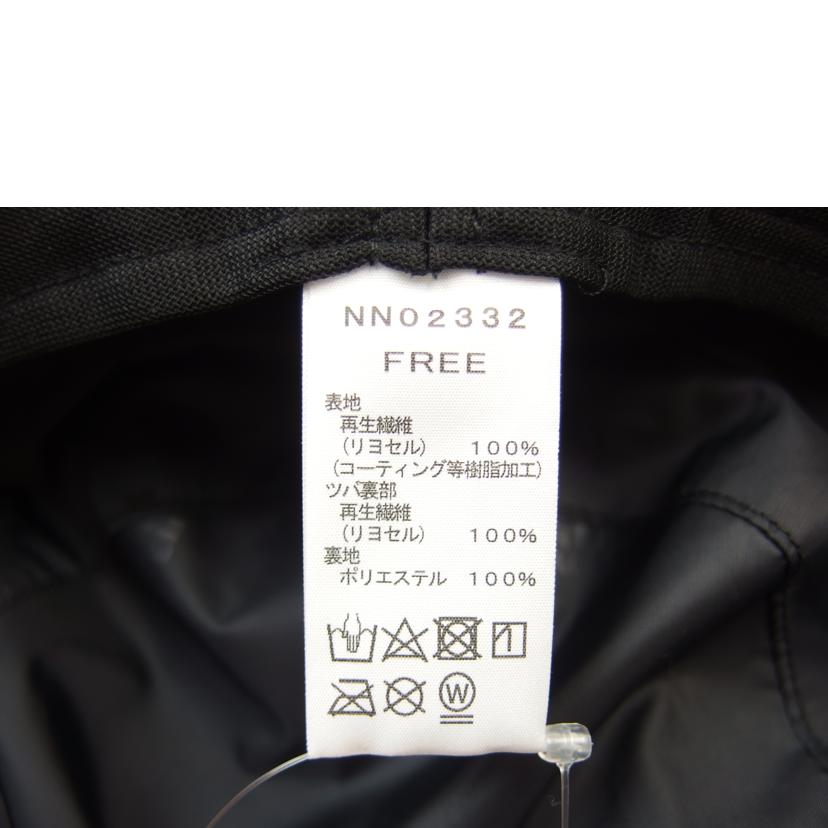 NN02332
FREE
表地
再生繊維
(リヨセル) 100%
(コーティング等樹脂加工)
ツバ裏部
再生繊維
(リヨセル) 100%
裏地
ポリエステル 100%
W